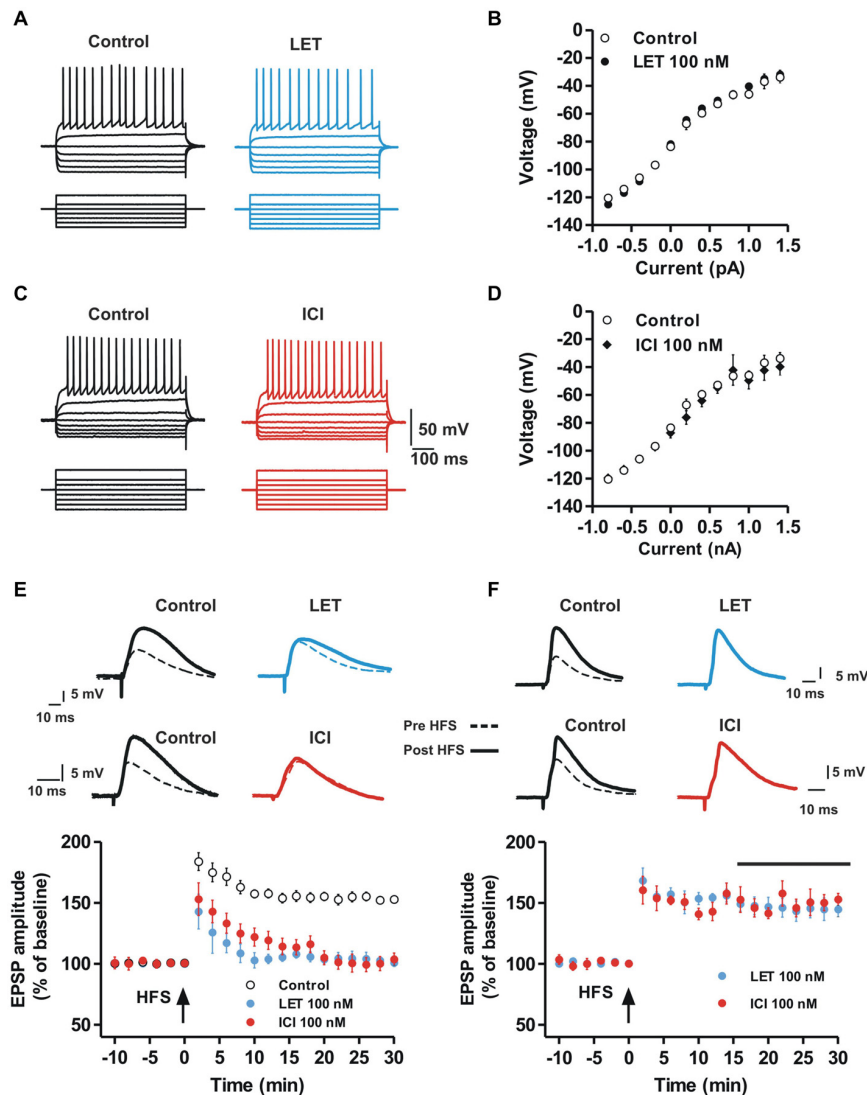 A
Control
LET
B
Control
LET 100 nM
Voltage (mV)
0
-20
-40
-60
-80
-100
-120
-140
-1.0
-0.5
0.0
0.5
1.0
1.5
Current (pA)
C
Control
ICI
50 mV
100 ms
D
Control
ICI 100 nM
Voltage (mV)
0
-20
-40
-60
-80
-100
-120
-140
-1.0
-0.5
0.0
0.5
1.0
1.5
Current (nA)
E
Control
LET
5 mV
10 ms
Control
ICI
5 mV
10 ms
Pre HFS
Post HFS
EPSP amplitude
(% of baseline)
200
150
100
50
HFS
Control
LET 100 nM
ICI 100 nM
-10
-5
0
5
10
15
20
25
30
Time (min)
F
Control
LET
5 mV
10 ms
Control
ICI
5 mV
10 ms
EPSP amplitude
(% of baseline)
200
150
100
50
HFS
LET 100 nM
ICI 100 nM
-10
-5
0
5
10
15
20
25
30
Time (min)